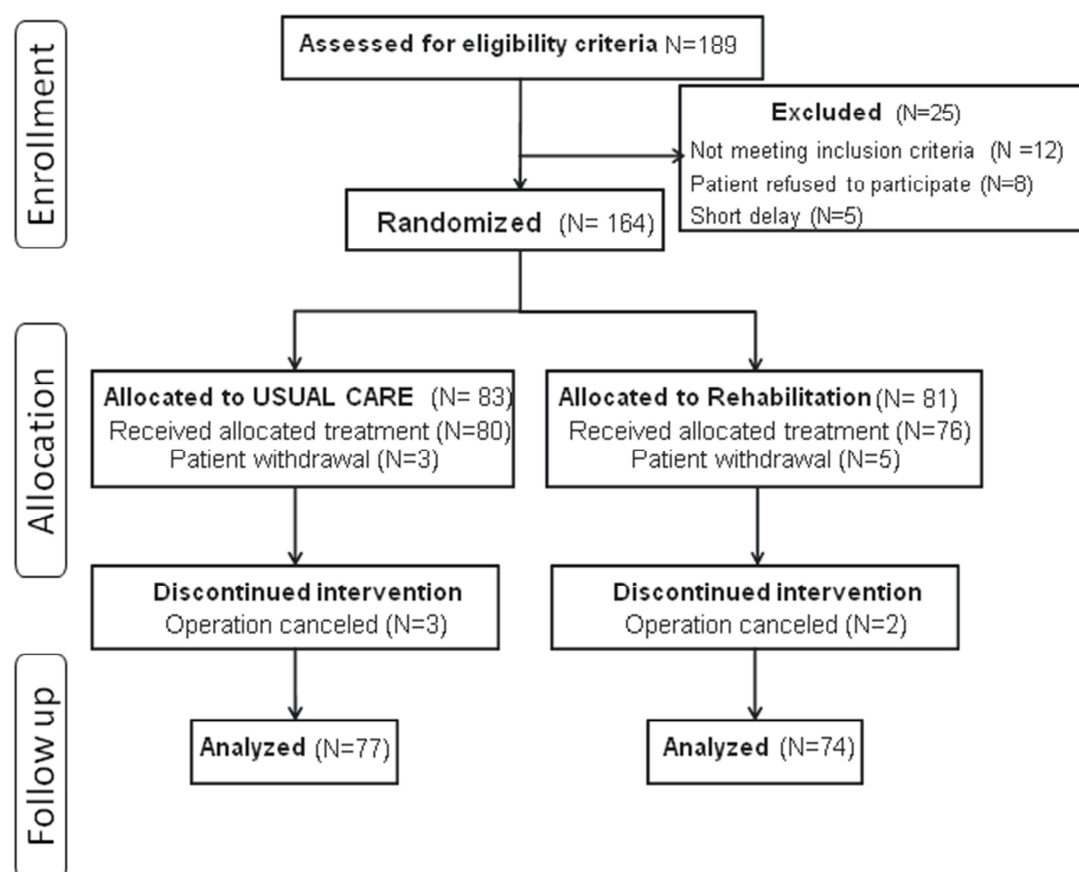 Enrollment
Assessed for eligibility criteria N=189
Excluded (N=25)
Not meeting inclusion criteria (N =12)
Patient refused to participate (N=8)
Short delay (N=5)
Randomized (N= 164)
Allocation
Allocated to USUAL CARE (N= 83)
Received allocated treatment (N=80)
Patient withdrawal (N=3)
Allocated to Rehabilitation (N= 81)
Received allocated treatment (N=76)
Patient withdrawal (N=5)
Discontinued intervention
Operation canceled (N=3)
Discontinued intervention
Operation canceled (N=2)
Follow up
Analyzed (N=77)
Analyzed (N=74)